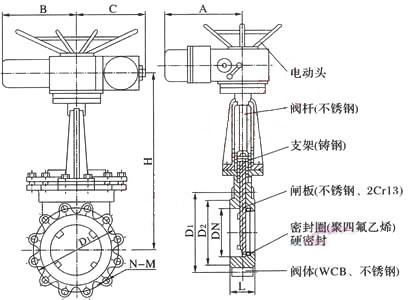 B
C
A
电动头
阀杆(不锈钢)
支架(铸钢)
H
闸板(不锈钢、2Cr13)
D1
D2
DN
密封圈(聚四氟乙烯)
硬密封
N-M
阀体(WCB、不锈钢)
L